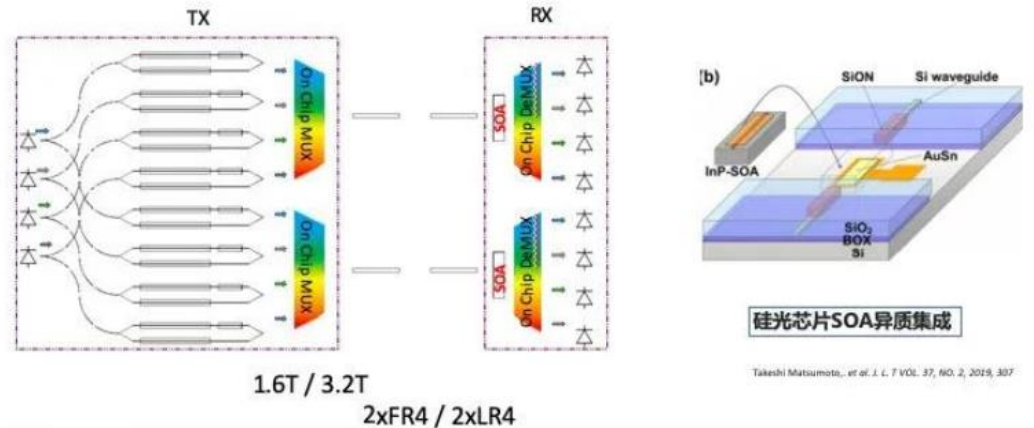 TX
RX
On Chip MUX
On Chip MUX
SOA
On Chip DeMUX
SOA
On Chip DeMUX
1.6T / 3.2T
2xFR4 / 2xLR4
(b)
SiON
Si waveguide
InP-SOA
AuSn
SiO2
BOX
Si
硅光芯片SOA异质集成
Takeshi Matsumoto,. et al. J. L. T VOL. 37, NO. 2, 2019, 307